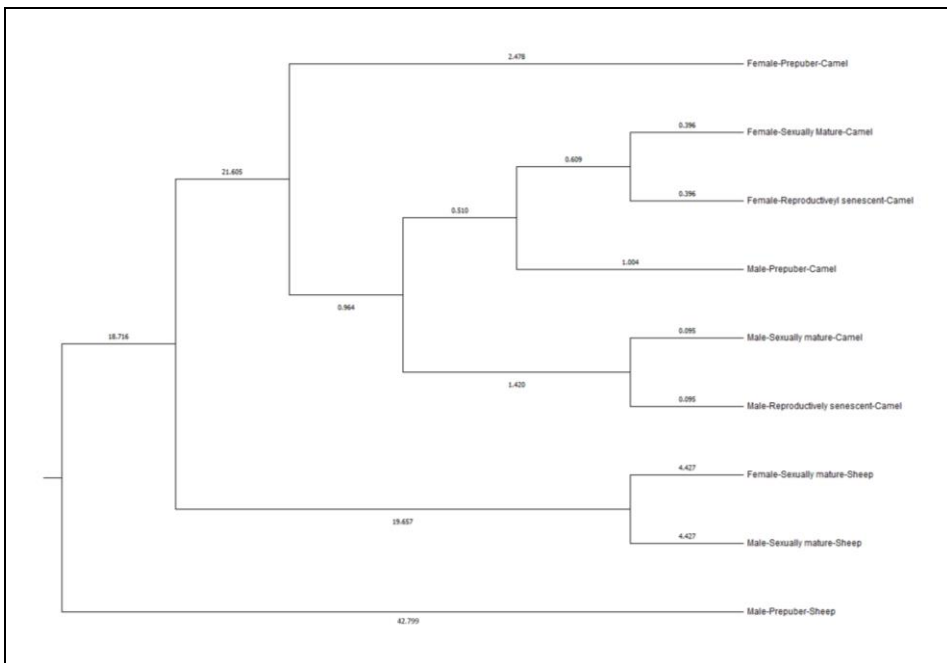 2.478
Female-Prepuber-Camel
0.396
Female-Sexually Mature-Camel
0.609
21.605
0.396
Female-Reproductiveyl senescent-Camel
0.510
1.004
Male-Prepuber-Camel
0.964
18.716
0.095
Male-Sexually mature-Camel
1.420
0.095
Male-Reproductively senescent-Camel
4.427
Female-Sexually mature-Sheep
19.657
4.427
Male-Sexually mature-Sheep
Male-Prepuber-Sheep
42.799